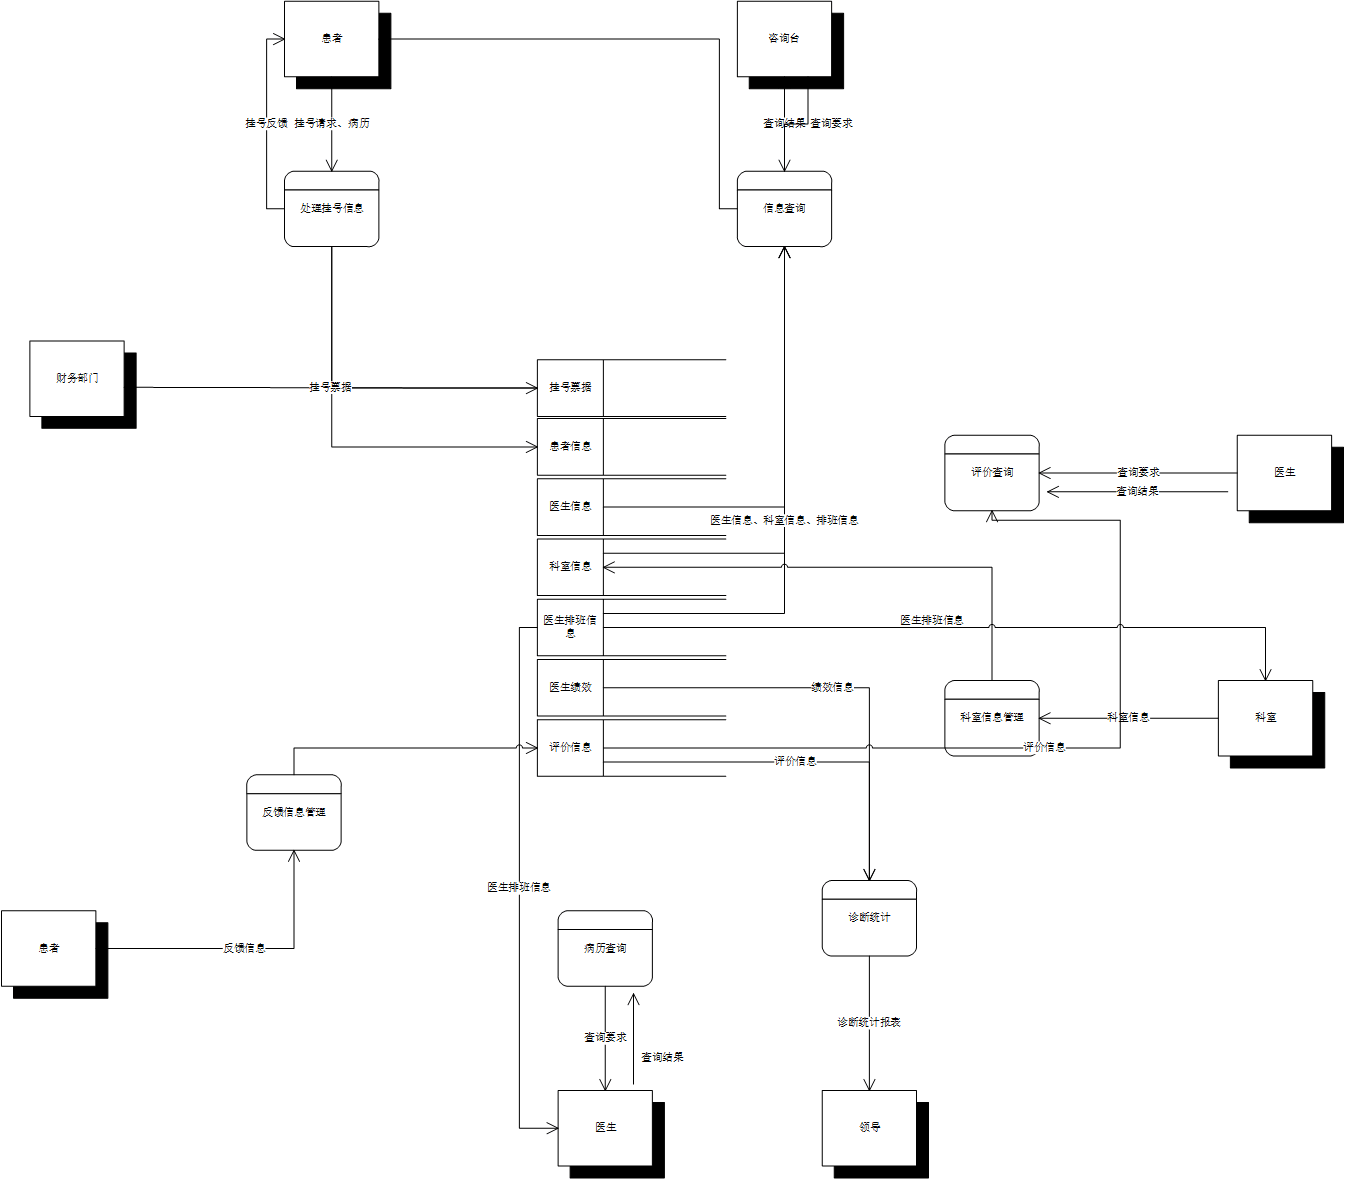 患者
咨询台
挂号反馈
挂号请求、病历
查询结果
查询要求
处理挂号信息
信息查询
财务部门
挂号票据
挂号票据
患者信息
评价查询
查询要求
医生
查询结果
医生信息
医生信息、科室信息、排班信息
科室信息
医生排班信
息
医生排班信息
医生绩效
绩效信息
科室信息管理
科室信息
科室
评价信息
评价信息
评价信息
反馈信息管理
医生排班信息
诊断统计
患者
反馈信息
病历查询
诊断统计报表
查询要求
查询结果
医生
领导